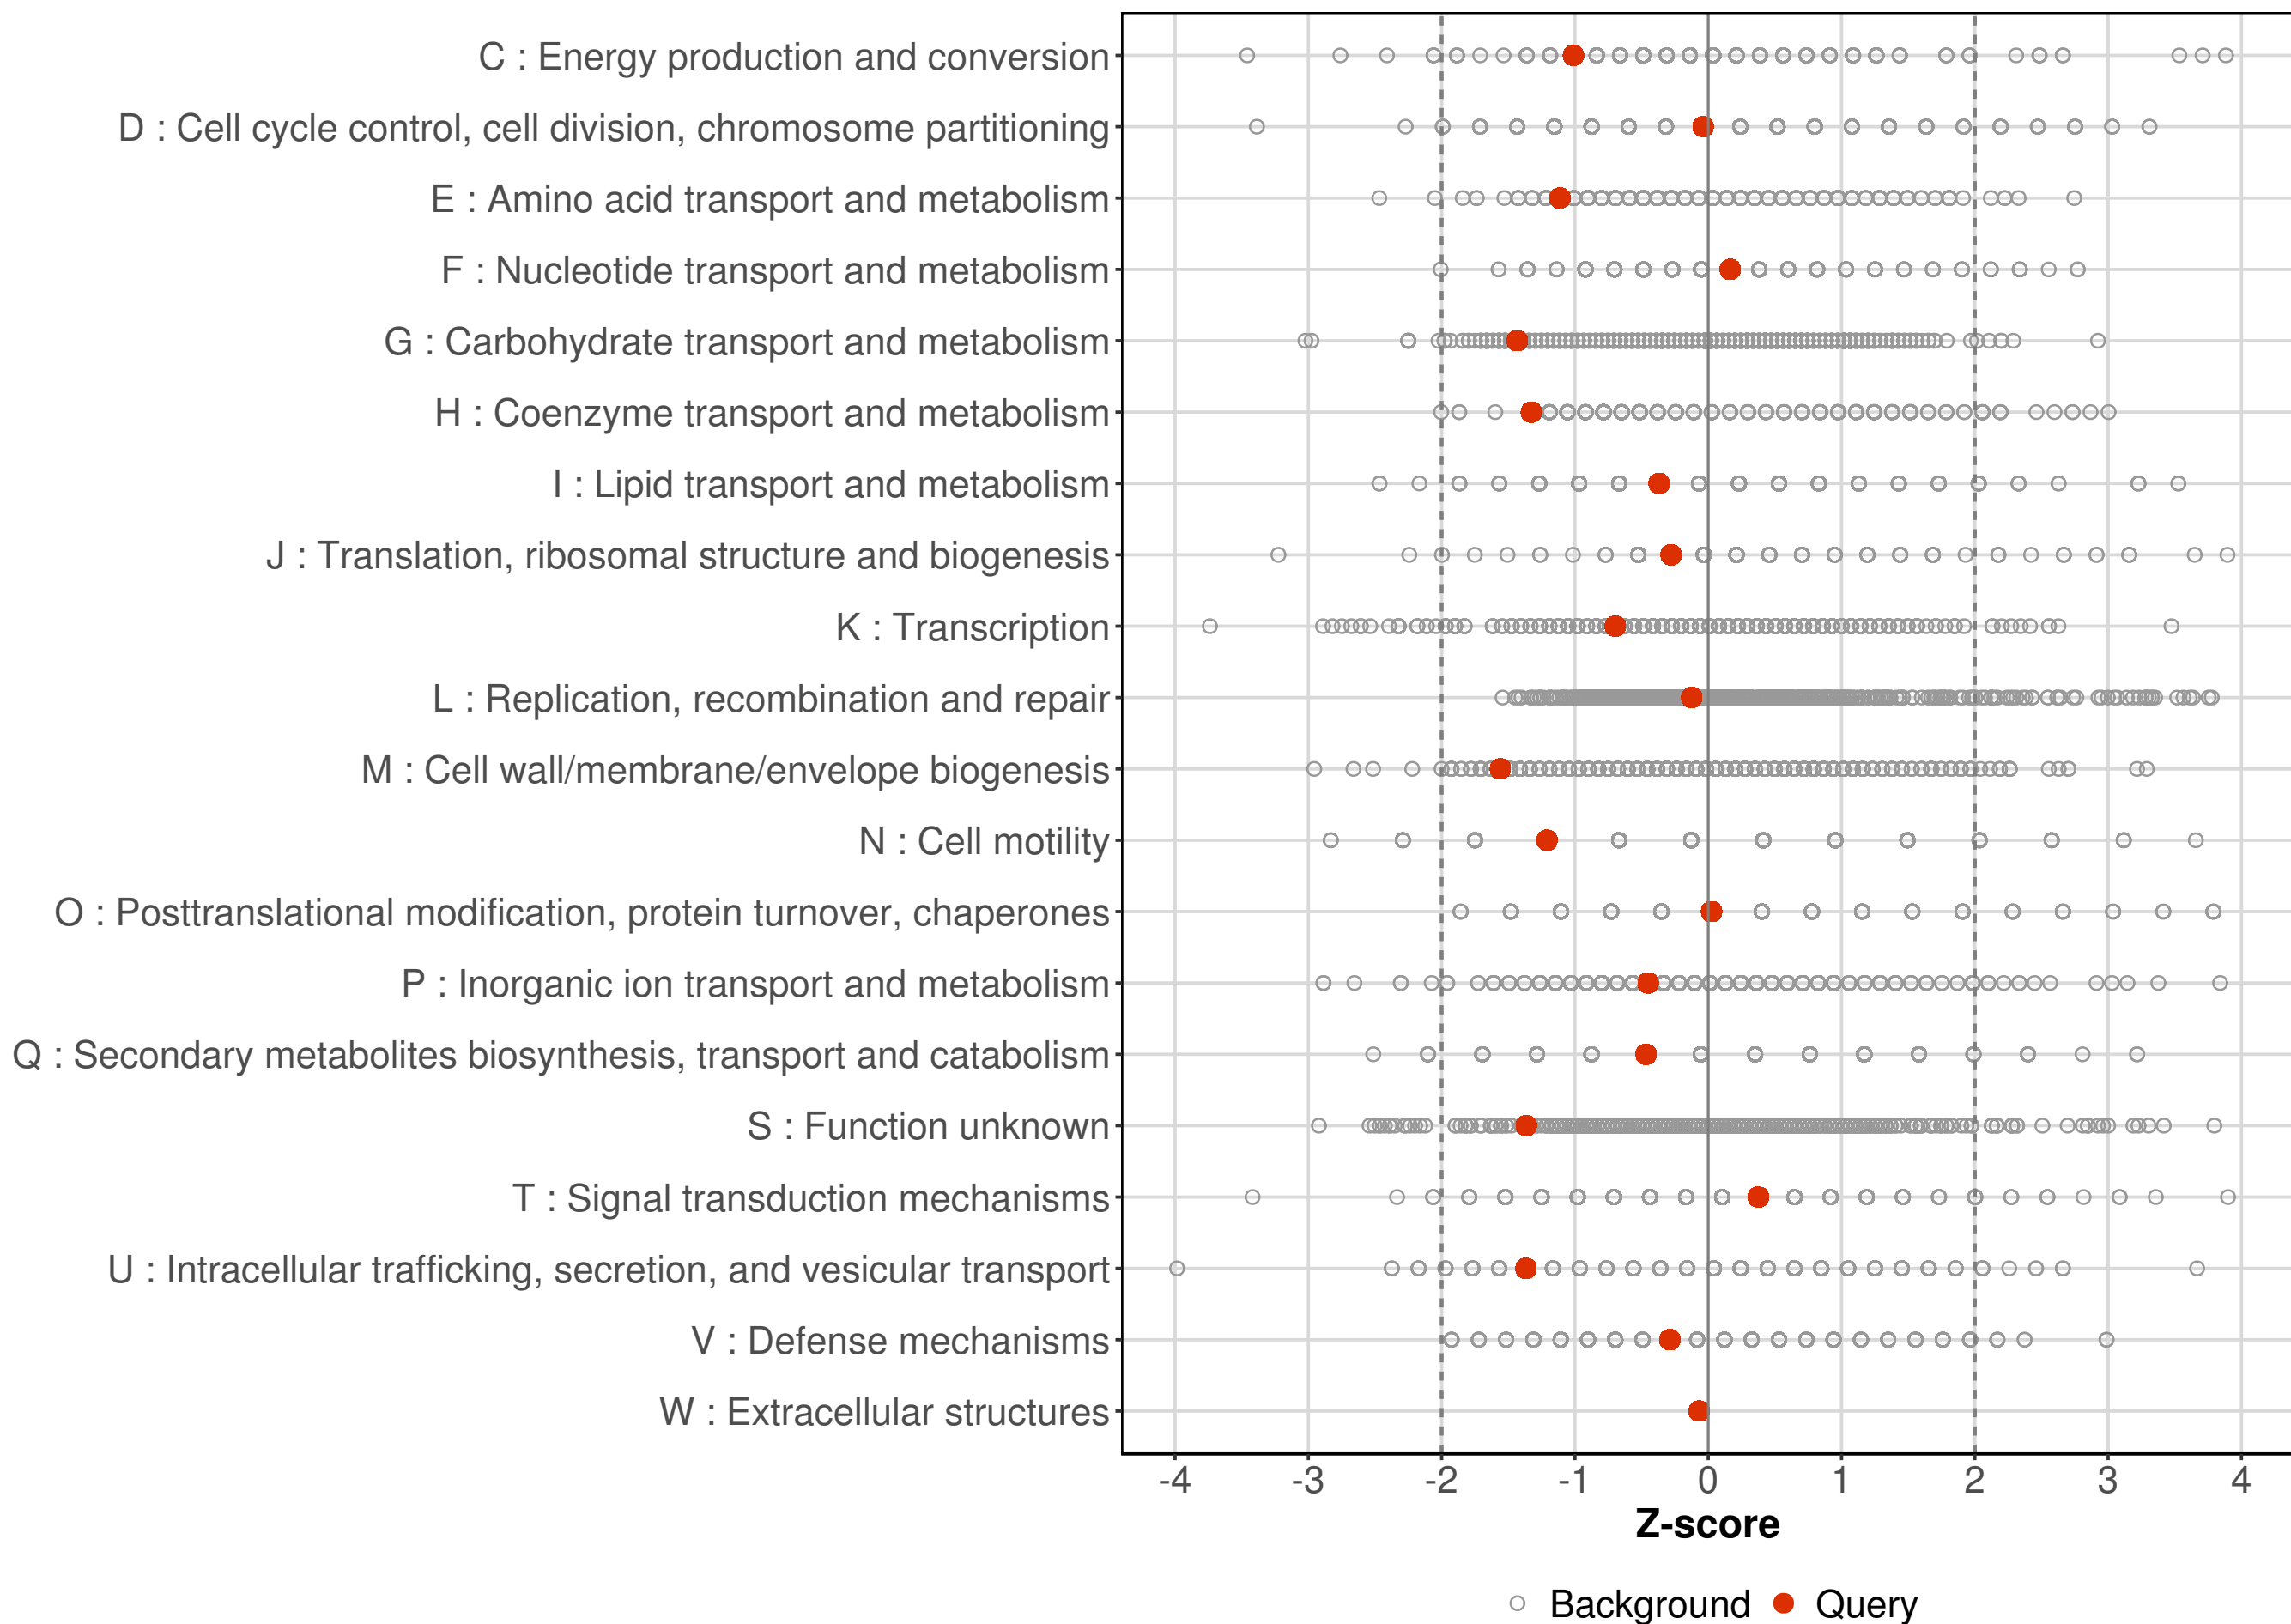 C : Energy production and conversion
D : Cell cycle control, cell division, chromosome partitioning
E : Amino acid transport and metabolism
F : Nucleotide transport and metabolism
G : Carbohydrate transport and metabolism
H : Coenzyme transport and metabolism
I : Lipid transport and metabolism
J : Translation, ribosomal structure and biogenesis
K : Transcription
L : Replication, recombination and repair
M : Cell wall/membrane/envelope biogenesis
N : Cell motility
O : Posttranslational modification, protein turnover, chaperones
P : Inorganic ion transport and metabolism
Q : Secondary metabolites biosynthesis, transport and catabolism
S : Function unknown
T : Signal transduction mechanisms
U : Intracellular trafficking, secretion, and vesicular transport
V : Defense mechanisms
W : Extracellular structures
-4 -3 -2 -1 0 1 2 3 4
Z-score
Background Query